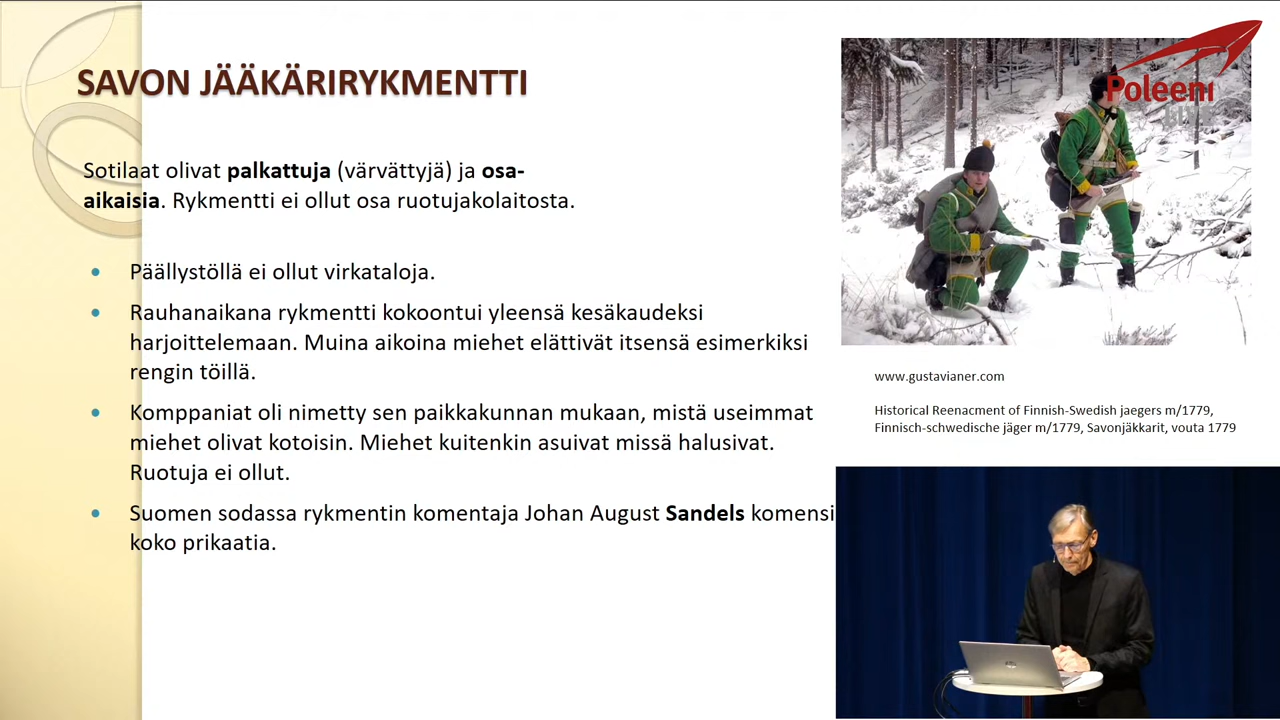 SAVON JÄÄKÄRIRYKMENTTI
Sotilaat olivat palkattuja (värvättyjä) ja osa-
aikaisia. Rykmentti ei ollut osa ruotujakolaitosta.
• Päällystöllä ei ollut virkataloja.
• Rauhanaikana rykmentti kokoontui yleensä kesäkaudeksi
harjoittelemaan. Muina aikoina miehet elättivät itsensä esimerkiksi
rengin töillä.
• Komppaniat oli nimetty sen paikkakunnan mukaan, mistä useimmat
miehet olivat kotoisin. Miehet kuitenkin asuivat missä halusivat.
Ruotuja ei ollut.
• Suomen sodassa rykmentin komentaja Johan August Sandels komensi
koko prikaatia.
Poleeni
www.gustavianer.com
Historical Reenacment of Finnish-Swedish jaegers m/1779,
Finnisch-schwedische jäger m/1779, Savonjäkkarit, vouta 1779
hp